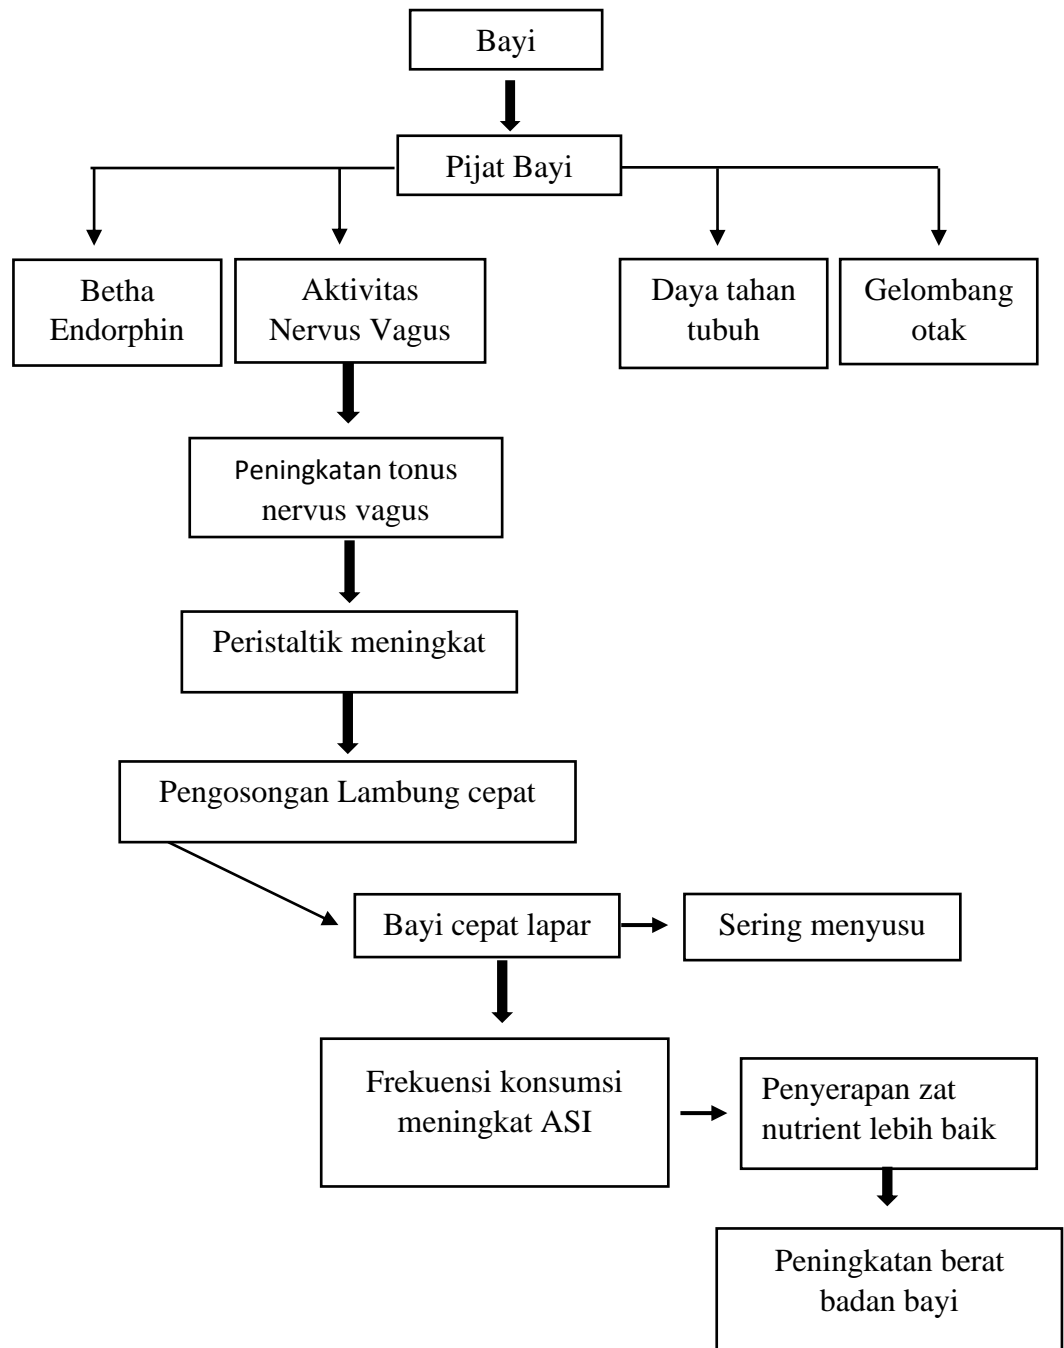 Bayi
Pijat Bayi
Betha
Endorphin
Aktivitas
Nervus Vagus
Daya tahan
tubuh
Gelombang
otak
Peningkatan tonus
nervus vagus
Peristaltik meningkat
Pengosongan Lambung cepat
Bayi cepat lapar
Sering menyusu
Frekuensi konsumsi
meningkat ASI
Penyerapan zat
nutrient lebih baik
Peningkatan berat
badan bayi